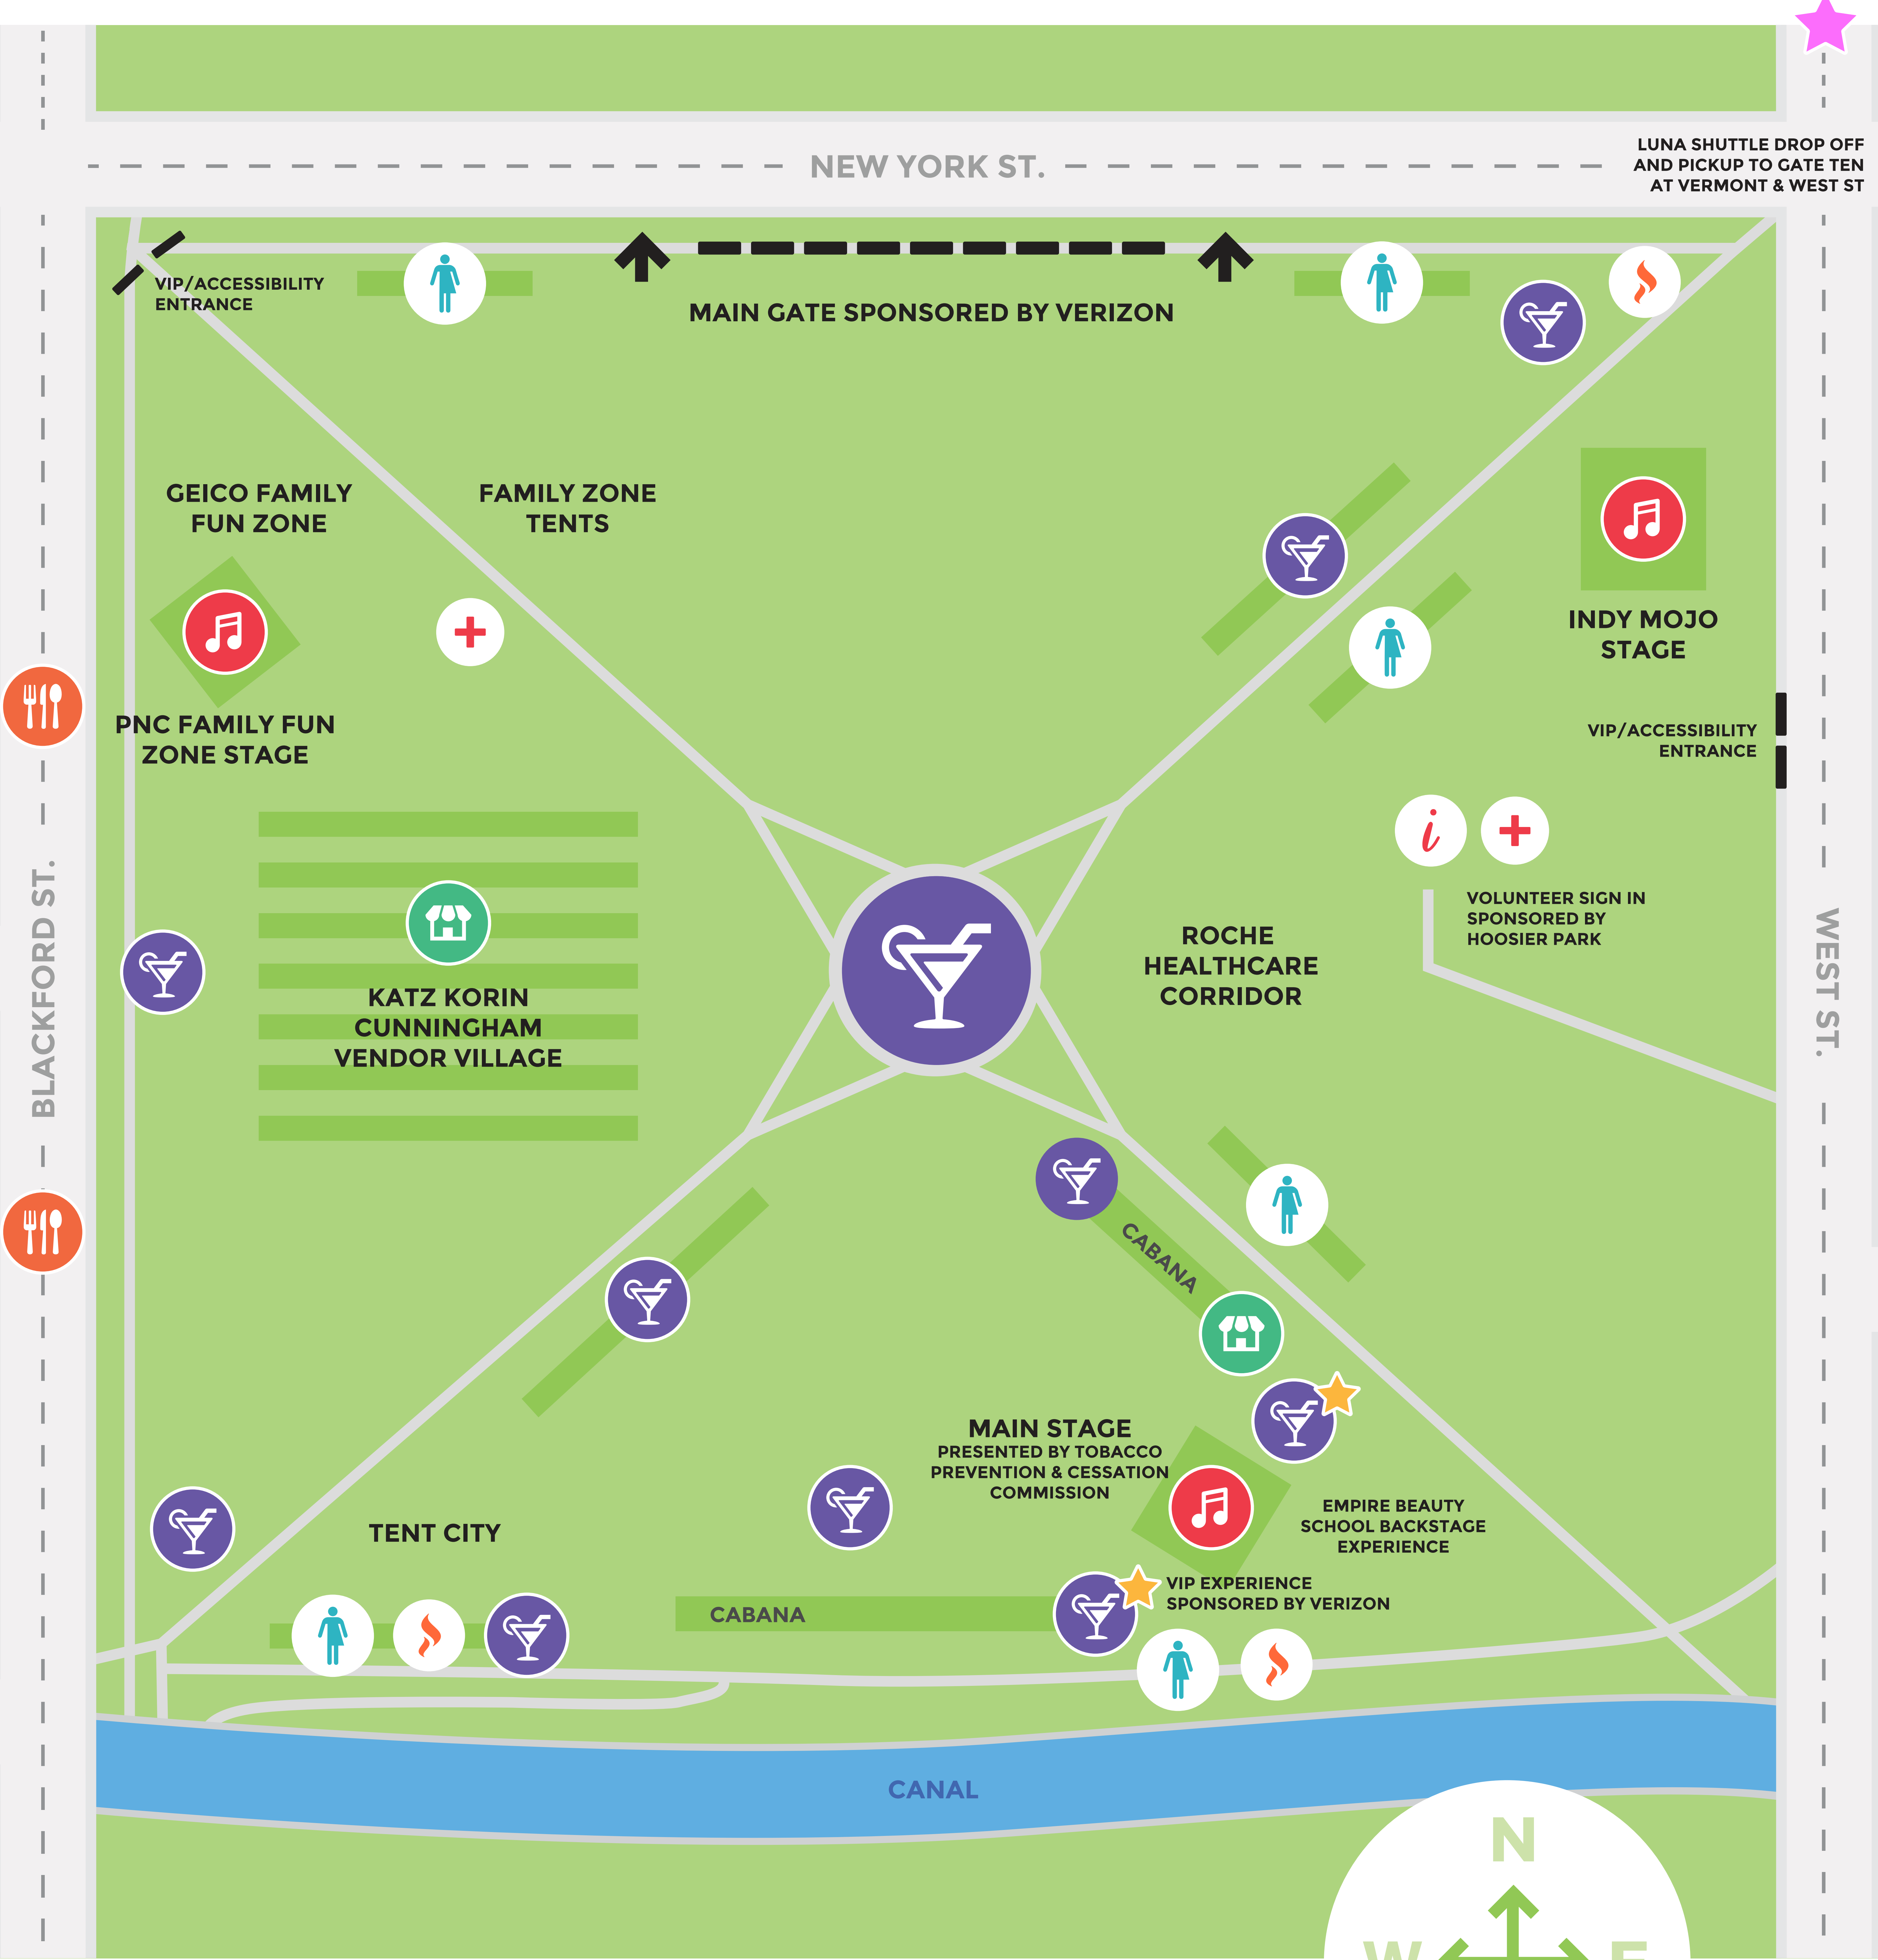 NEW YORK ST.
LUNA SHUTTLE DROP OFF
AND PICKUP TO GATE TEN
AT VERMONT & WEST ST
VIP/ACCESSIBILITY
ENTRANCE
MAIN GATE SPONSORED BY VERIZON
GEICO FAMILY
FUN ZONE
FAMILY ZONE
TENTS
INDY MOJO
STAGE
PNC FAMILY FUN
ZONE STAGE
VIP/ACCESSIBILITY
ENTRANCE
i
VOLUNTEER SIGN IN
SPONSORED BY
HOOSIER PARK
BLACKFORD ST.
WEST ST.
ROCHE
HEALTHCARE
CORRIDOR
KATZ KORIN
CUNNINGHAM
VENDOR VILLAGE
CABANA
MAIN STAGE
PRESENTED BY TOBACCO
PREVENTION & CESSATION
COMMISSION
EMPIRE BEAUTY
SCHOOL BACKSTAGE
EXPERIENCE
TENT CITY
VIP EXPERIENCE
SPONSORED BY VERIZON
CABANA
CANAL
N
W E